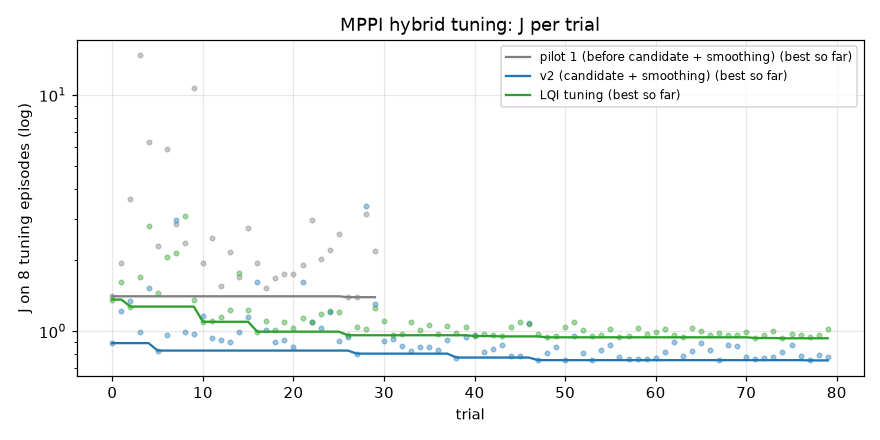 MPPI hybrid tuning: J per trial
J on 8 tuning episodes (log)
10¹
10⁰
pilot 1 (before candidate + smoothing) (best so far)
v2 (candidate + smoothing) (best so far)
LQI tuning (best so far)
0 10 20 30 40 50 60 70 80
trial